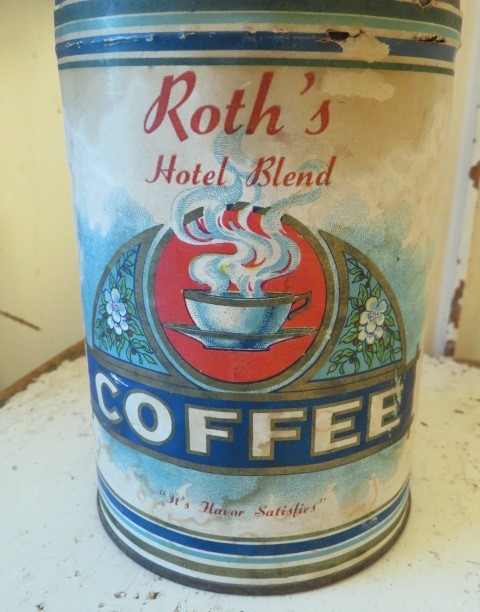 Roth's
Hotel Blend
COFFEE
"It's Flavor Satisfies"